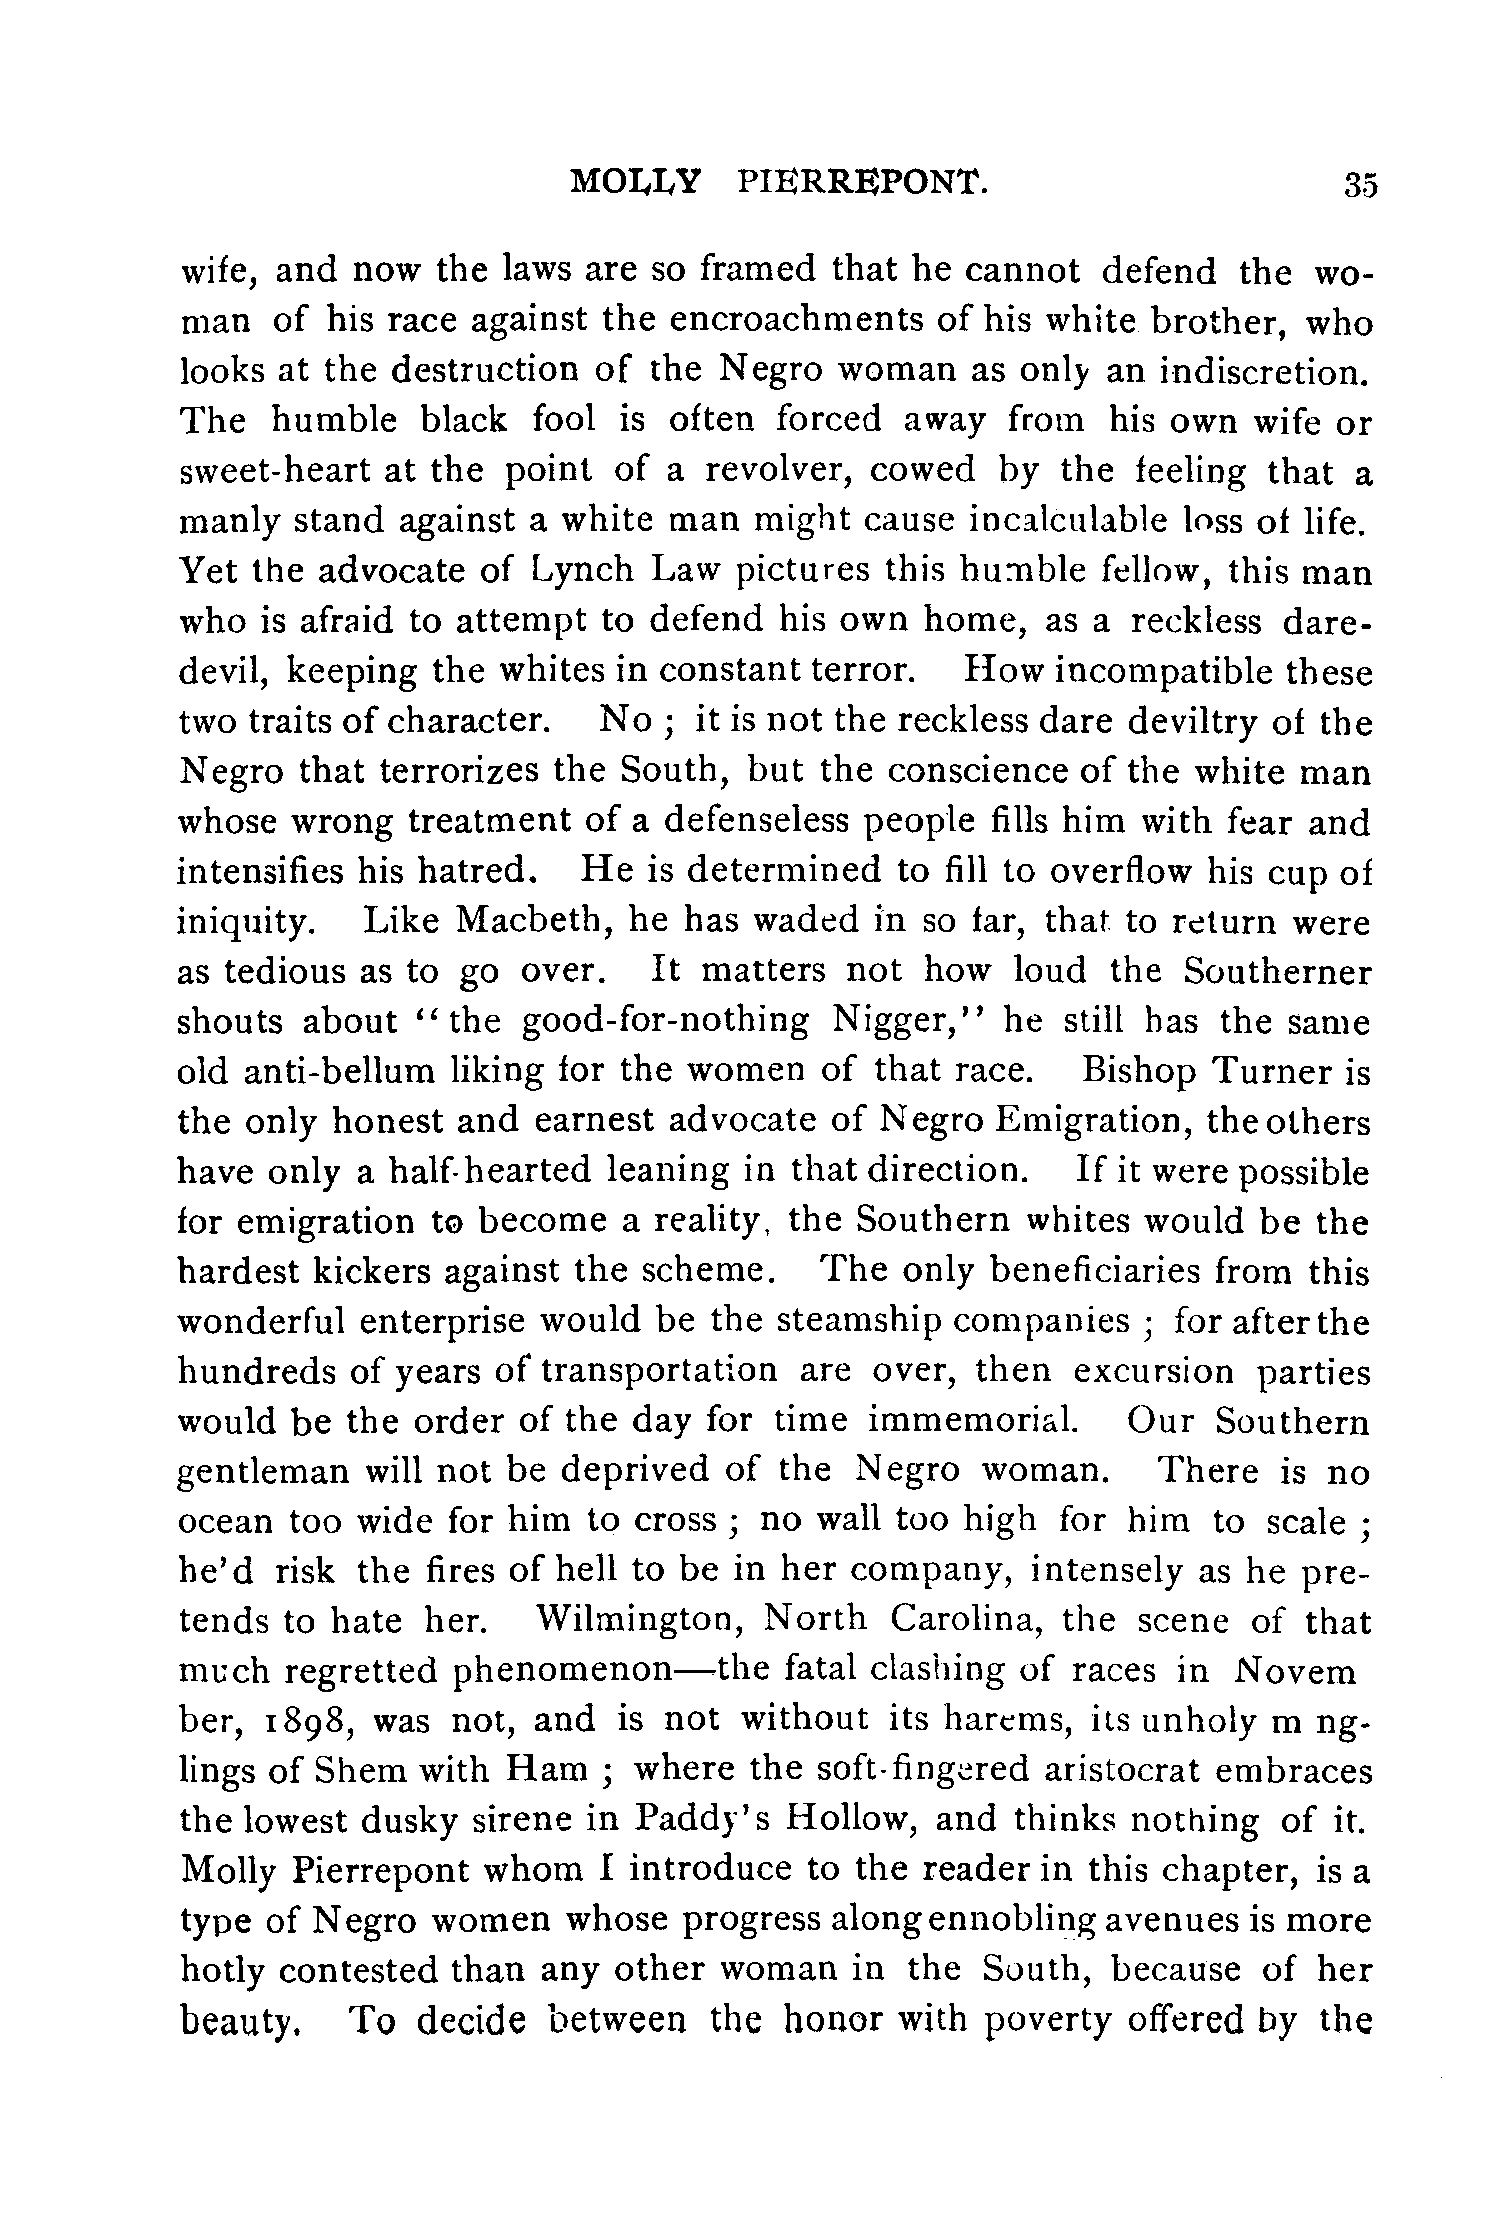 MOLLY PIERREPONT. 35
wife, and now the laws are so framed that he cannot defend the wo-
man of his race against the encroachments of his white brother, who
looks at the destruction of the Negro woman as only an indiscretion.
The humble black fool is often forced away from his own wife or
sweet-heart at the point of a revolver, cowed by the feeling that a
manly stand against a white man might cause incalculable loss of life.
Yet the advocate of Lynch Law pictures this humble fellow, this man
who is afraid to attempt to defend his own home, as a reckless dare-
devil, keeping the whites in constant terror. How incompatible these
two traits of character. No ; it is not the reckless dare deviltry of the
Negro that terrorizes the South, but the conscience of the white man
whose wrong treatment of a defenseless people fills him with fear and
intensifies his hatred. He is determined to fill to overflow his cup of
iniquity. Like Macbeth, he has waded in so far, that to return were
as tedious as to go over. It matters not how loud the Southerner
shouts about “ the good-for-nothing Nigger,” he still has the same
old anti-bellum liking for the women of that race. Bishop Turner is
the only honest and earnest advocate of Negro Emigration, the others
have only a half-hearted leaning in that direction. If it were possible
for emigration to become a reality, the Southern whites would be the
hardest kickers against the scheme. The only beneficiaries from this
wonderful enterprise would be the steamship companies ; for after the
hundreds of years of transportation are over, then excursion parties
would be the order of the day for time immemorial. Our Southern
gentleman will not be deprived of the Negro woman. There is no
ocean too wide for him to cross ; no wall too high for him to scale ;
he’d risk the fires of hell to be in her company, intensely as he pre-
tends to hate her. Wilmington, North Carolina, the scene of that
much regretted phenomenon—the fatal clashing of races in Novem
ber, 1898, was not, and is not without its harems, its unholy m ng-
lings of Shem with Ham ; where the soft-fingered aristocrat embraces
the lowest dusky sirene in Paddy’s Hollow, and thinks nothing of it.
Molly Pierrepont whom I introduce to the reader in this chapter, is a
type of Negro women whose progress along ennobling avenues is more
hotly contested than any other woman in the South, because of her
beauty. To decide between the honor with poverty offered by the